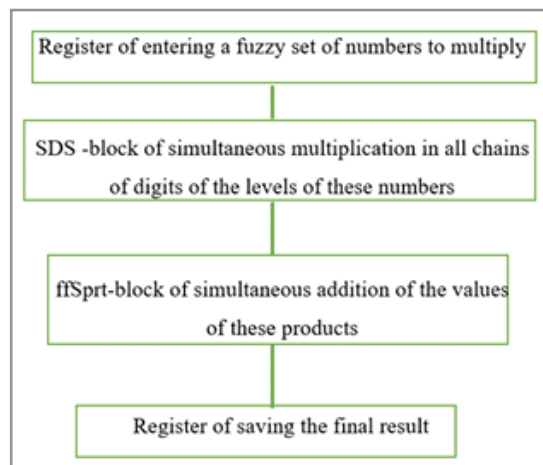 Register of entering a fuzzy set of numbers to multiply
SDS -block of simultaneous multiplication in all chains
of digits of the levels of these numbers
ffSprt-block of simultaneous addition of the values
of these products
Register of saving the final result